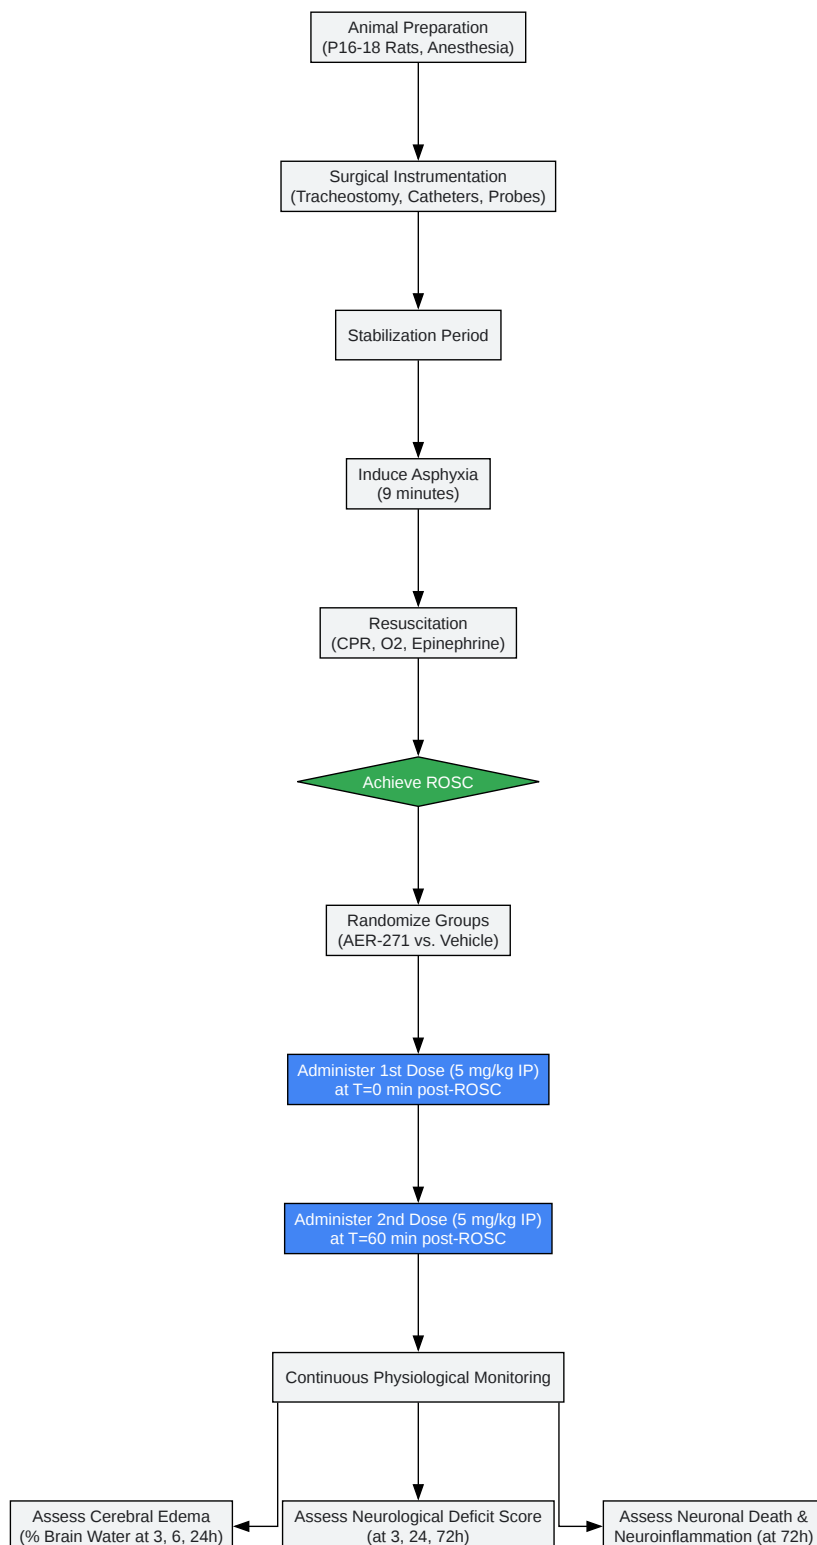 Animal Preparation
(P16-18 Rats, Anesthesia)
Surgical Instrumentation
(Tracheostomy, Catheters, Probes)
Stabilization Period
Induce Asphyxia
(9 minutes)
Resuscitation
(CPR, O2, Epinephrine)
Achieve ROSC
Randomize Groups
(AER-271 vs. Vehicle)
Administer 1st Dose (5 mg/kg IP)
at T=0 min post-ROSC
Administer 2nd Dose (5 mg/kg IP)
at T=60 min post-ROSC
Continuous Physiological Monitoring
Assess Cerebral Edema
(% Brain Water at 3, 6, 24h)
Assess Neurological Deficit Score
(at 3, 24, 72h)
Assess Neuronal Death &
Neuroinflammation (at 72h)